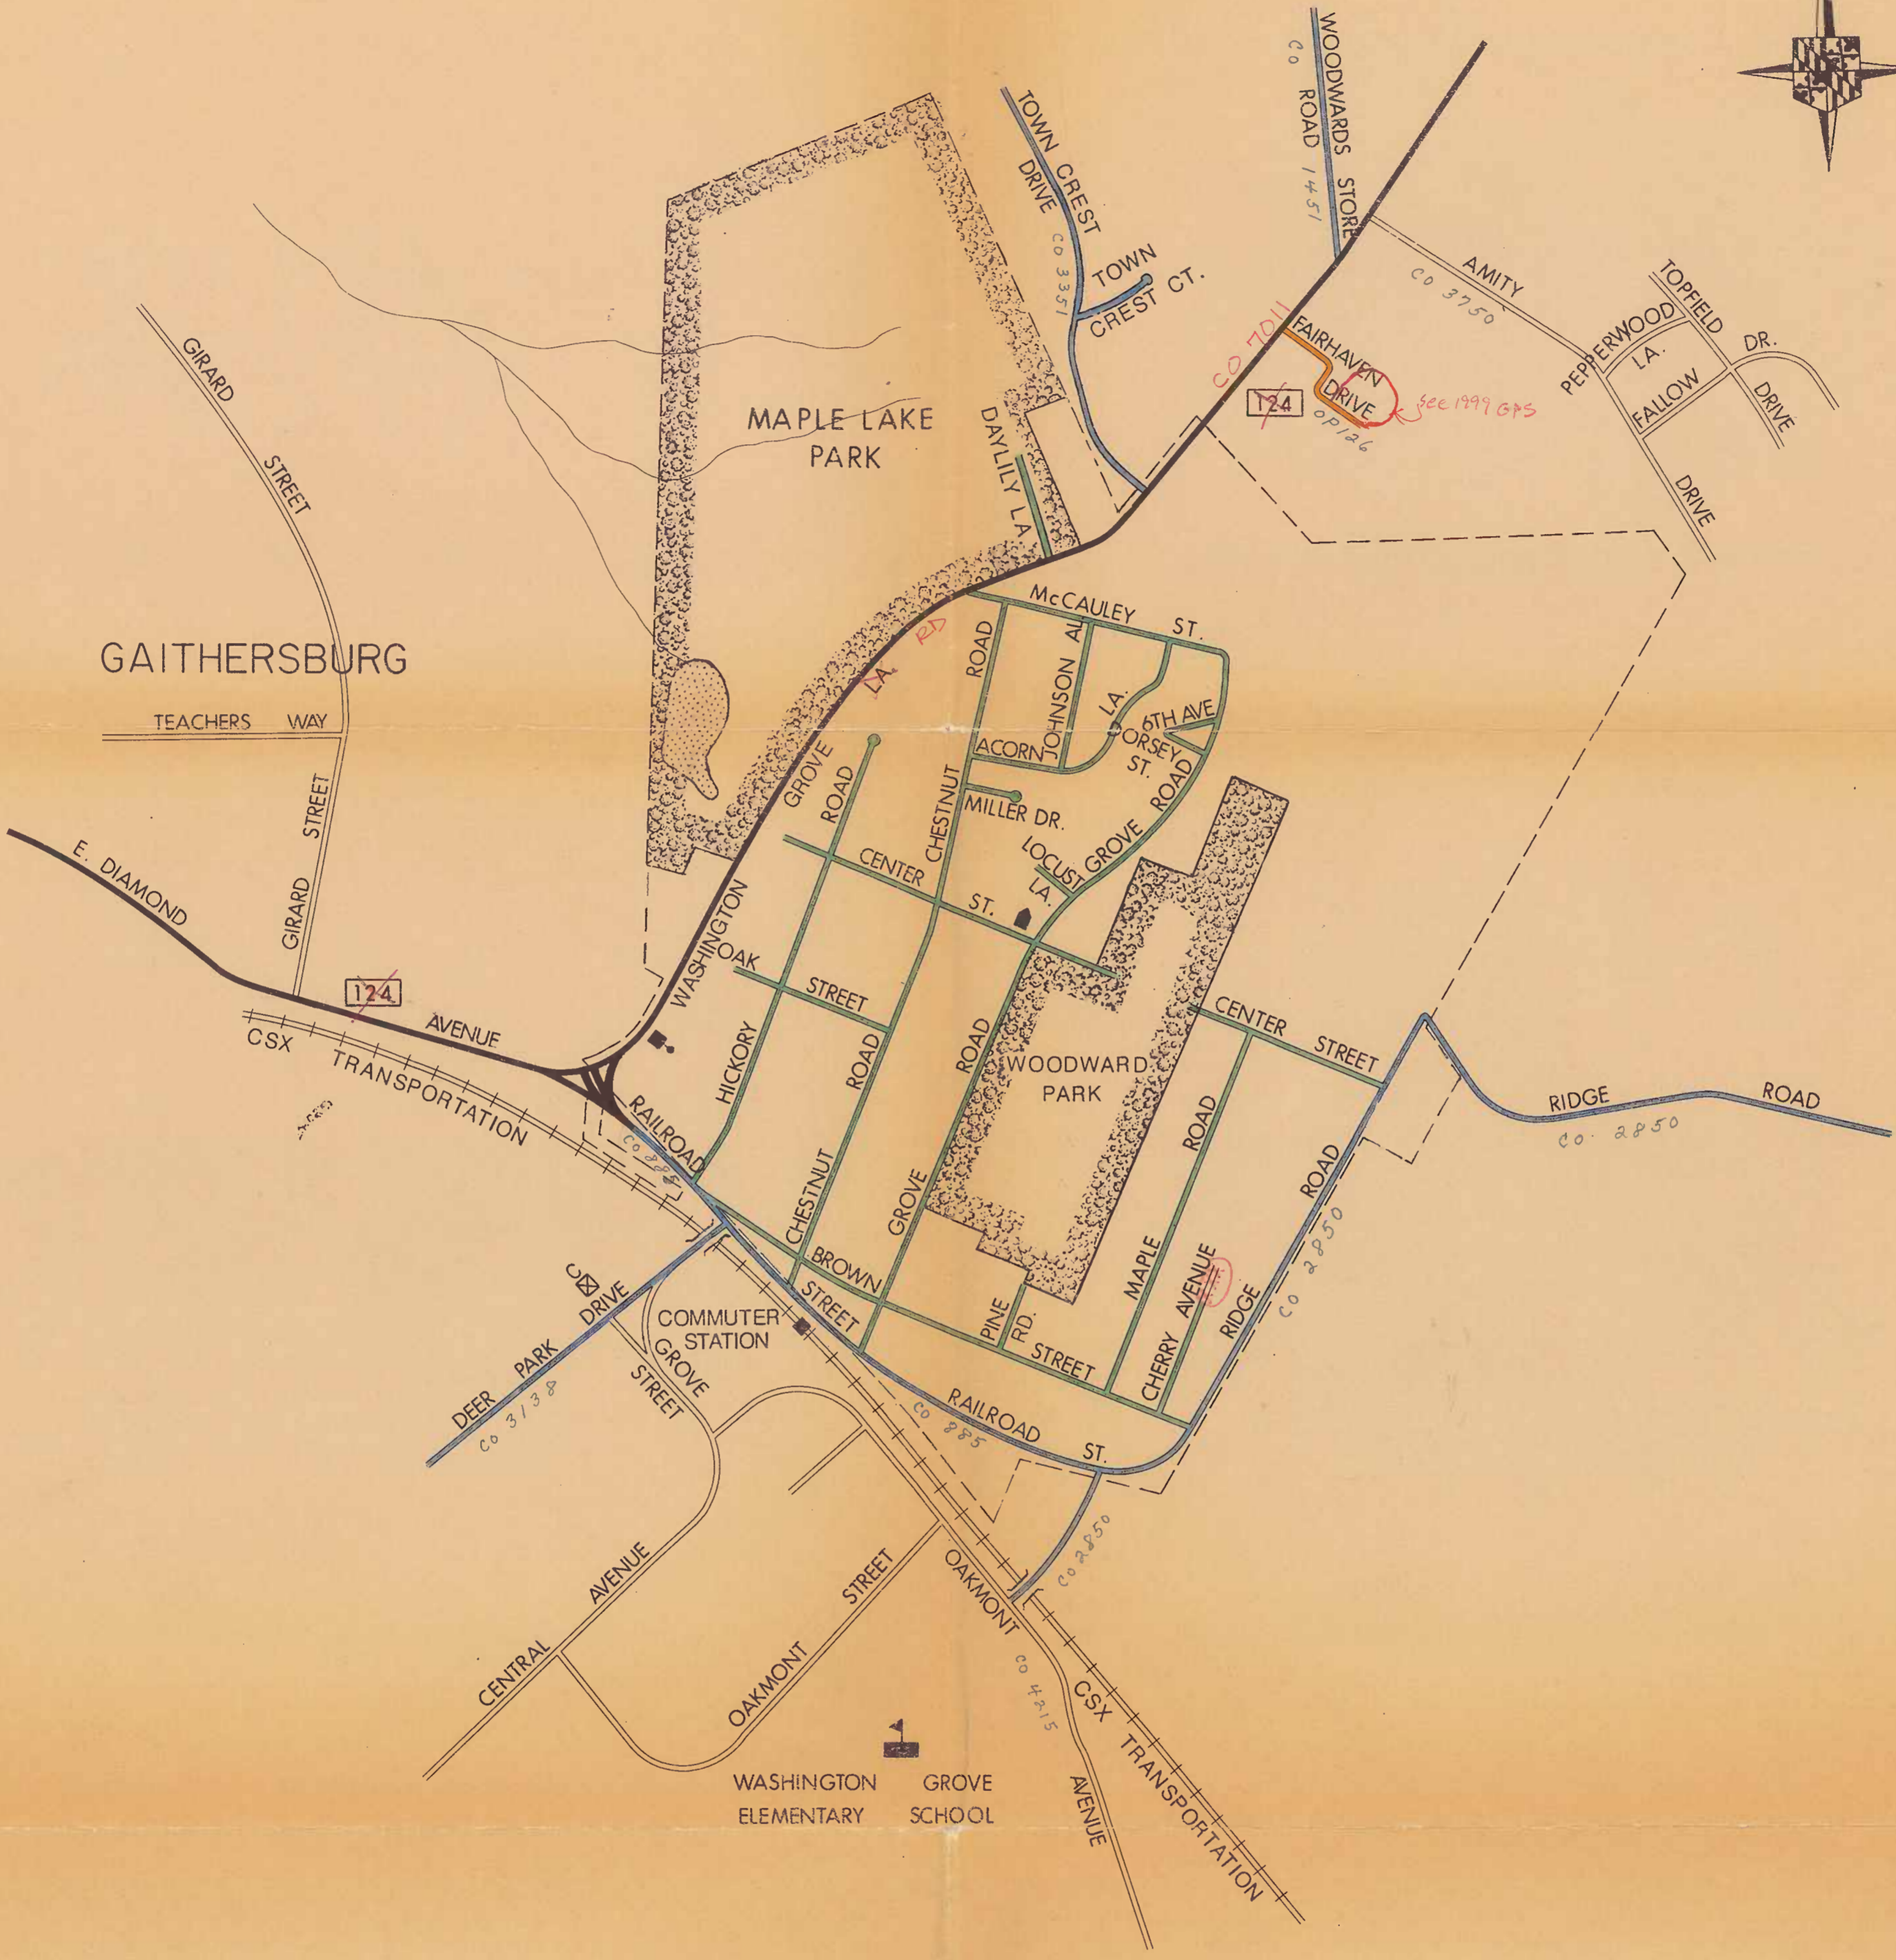 WOODWARDS STORE
CO ROAD 1451
TOWN CREST
DRIVE
CO 3351
TOWN
CREST CT.
AMITY
CO 3750
TOPFIELD
DR.
PEPPERWOOD
LA.
FALLOW
DRIVE
DRIVE
CO 7011
FAIRHAVEN
DRIVE
124
OP126
See 1999 GPS
MAPLE LAKE
PARK
DAYLILY LA
GIRARD
STREET
GAITHERSBURG
TEACHERS WAY
GIRARD STREET
McCAULEY ST.
RD
LA.
ROAD
JOHNSON AL
LA.
6TH AVE
DORSEY
ST.
ACORN
GROVE
ROAD
CHESTNUT
MILLER DR.
GROVE ROAD
LOCUST
LA.
CENTER
ST.
E. DIAMOND
124
AVENUE
WASHINGTON
OAK
STREET
HICKORY
ROAD
ROAD
WOODWARD
PARK
CENTER
STREET
CSX TRANSPORTATION
RAILROAD
CO 885
RIDGE ROAD
CO. 2850
CHESTNUT
GROVE
ROAD
MAPLE
ROAD
CO 2850
AVENUE
CHERRY
RIDGE
BROWN
STREET
PINE
RD.
STREET
DEER PARK DRIVE
CO 3138
COMMUTER
STATION
GROVE
STREET
RAILROAD ST.
CO 885
CO 2850
CENTRAL AVENUE
OAKMONT STREET
OAKMONT
CO 4215
AVENUE
CSX TRANSPORTATION
WASHINGTON GROVE
ELEMENTARY SCHOOL